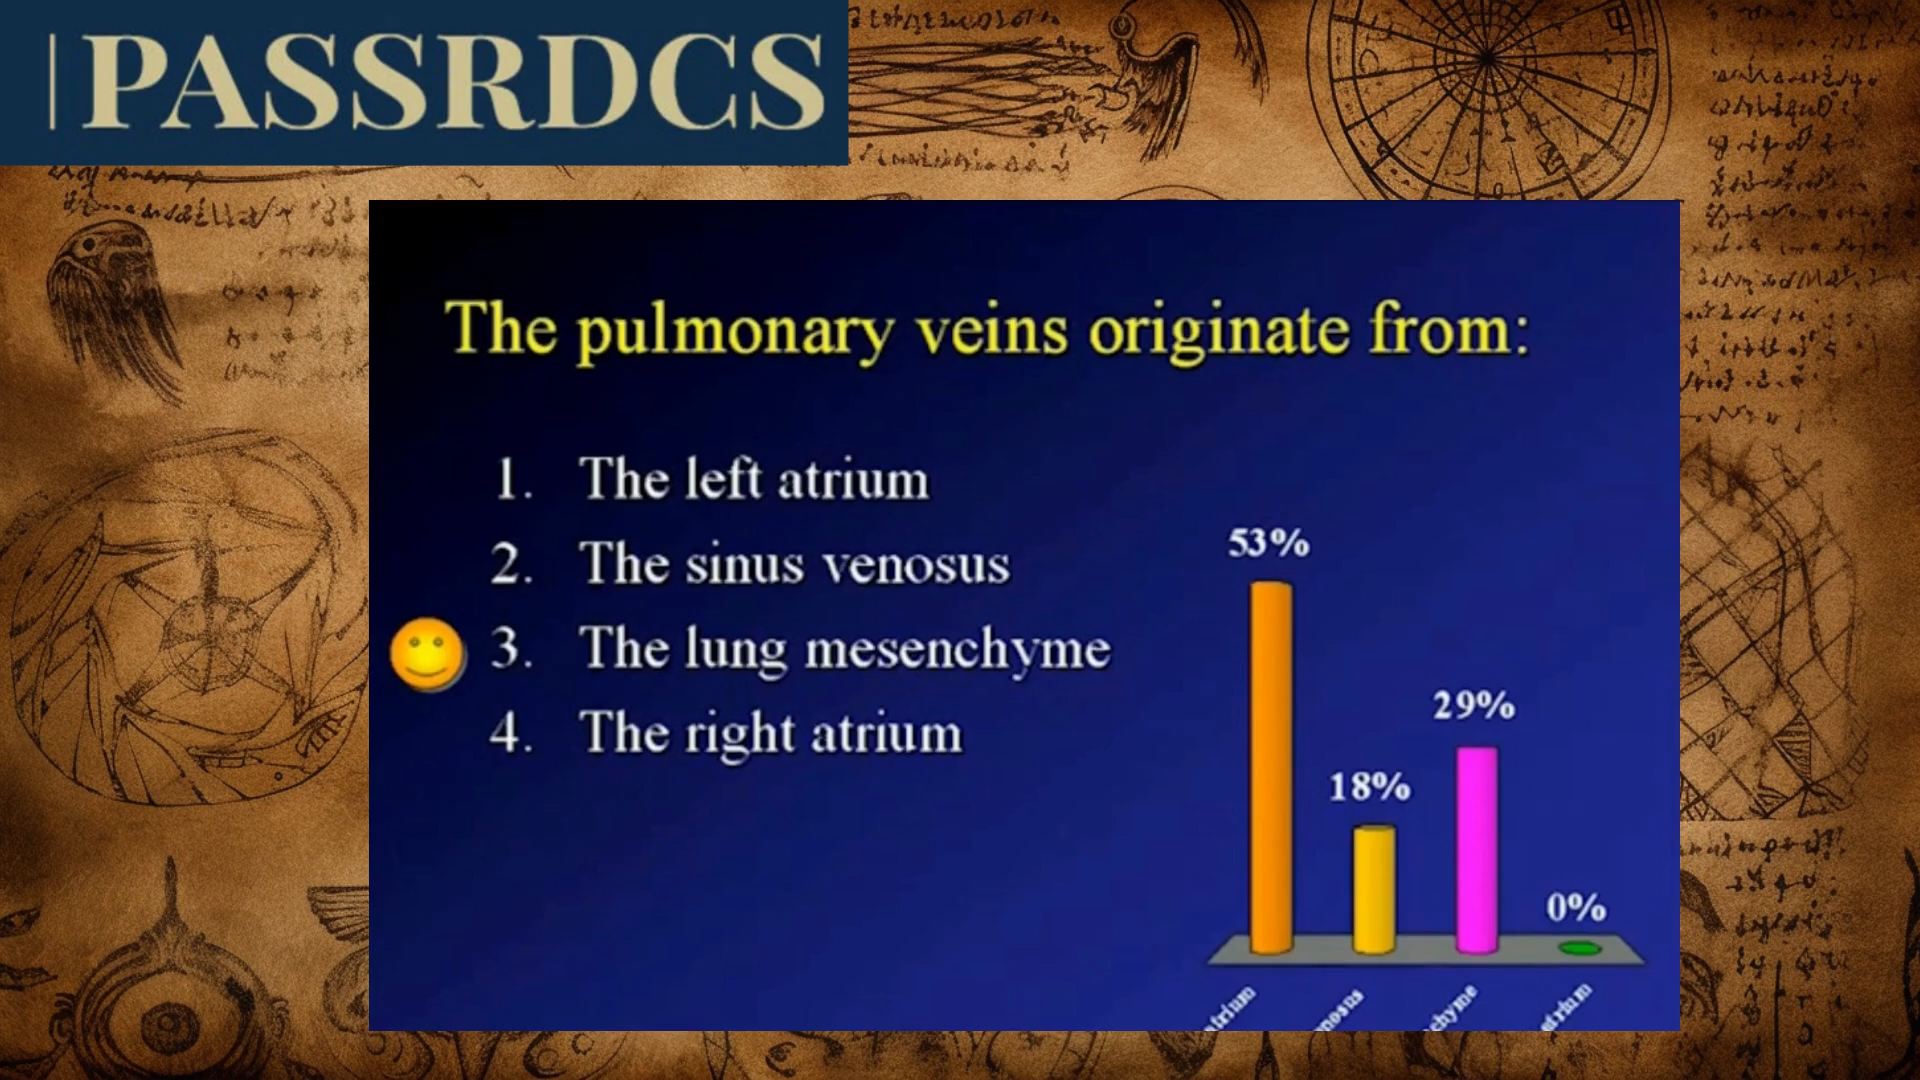 PASSRDCS
The pulmonary veins originate from:
1. The left atrium
2. The sinus venosus
3. The lung mesenchyme
4. The right atrium
53%
18%
29%
0%